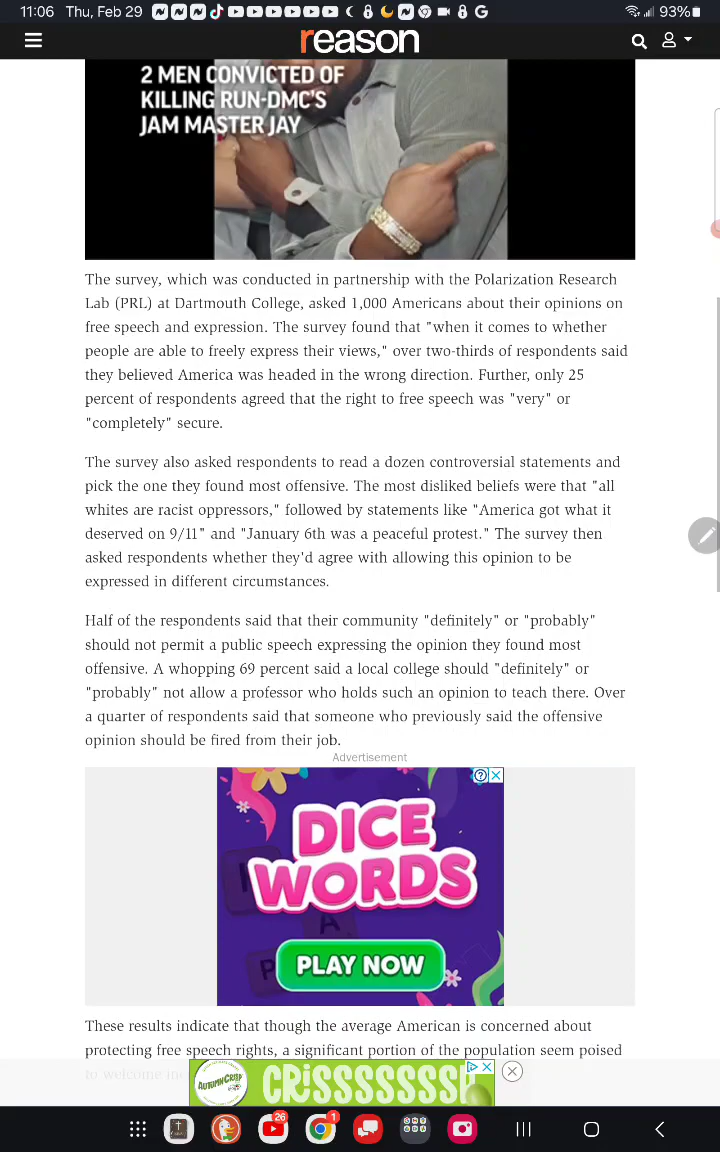 11:06 Thu, Feb 29
93%
reason
2 MEN CONVICTED OF
KILLING RUN-DMC'S
JAM MASTER JAY
The survey, which was conducted in partnership with the Polarization Research
Lab (PRL) at Dartmouth College, asked 1,000 Americans about their opinions on
free speech and expression. The survey found that "when it comes to whether
people are able to freely express their views," over two-thirds of respondents said
they believed America was headed in the wrong direction. Further, only 25
percent of respondents agreed that the right to free speech was "very" or
"completely" secure.
The survey also asked respondents to read a dozen controversial statements and
pick the one they found most offensive. The most disliked beliefs were that "all
whites are racist oppressors," followed by statements like "America got what it
deserved on 9/11" and "January 6th was a peaceful protest." The survey then
asked respondents whether they'd agree with allowing this opinion to be
expressed in different circumstances.
Half of the respondents said that their community "definitely" or "probably"
should not permit a public speech expressing the opinion they found most
offensive. A whopping 69 percent said a local college should "definitely" or
"probably" not allow a professor who holds such an opinion to teach there. Over
a quarter of respondents said that someone who previously said the offensive
opinion should be fired from their job.
Advertisement
DICE
WORDS
A
P
PLAY NOW
These results indicate that though the average American is concerned about
protecting free speech rights, a significant portion of the population seem poised
to welcome
AUTUMNCRISP
26
1